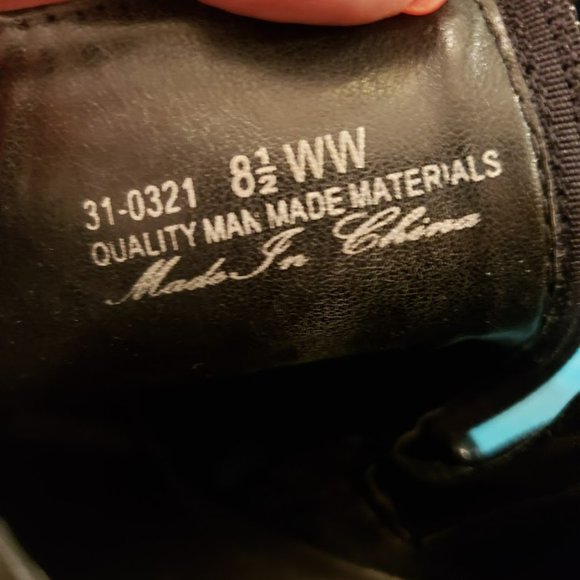 31-0321 8½ WW
QUALITY MAN MADE MATERIALS
Made In China